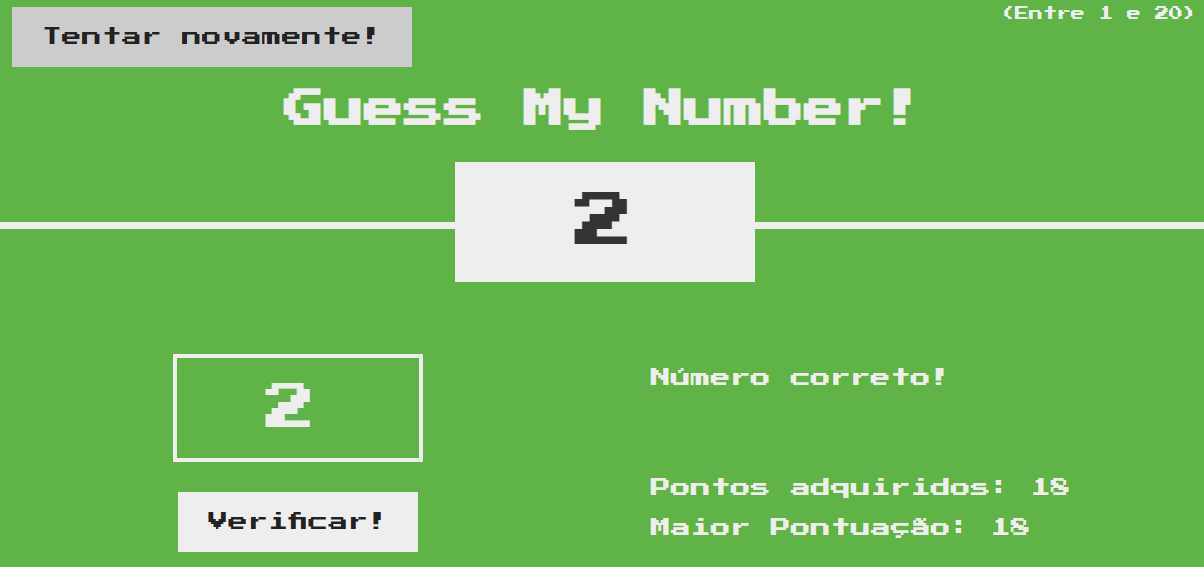 Tentar novamente!
(Entre 1 e 20)
Guess My Number!
2
2
Número correto!
Verificar!
Pontos adquiridos: 18
Maior Pontuação: 18